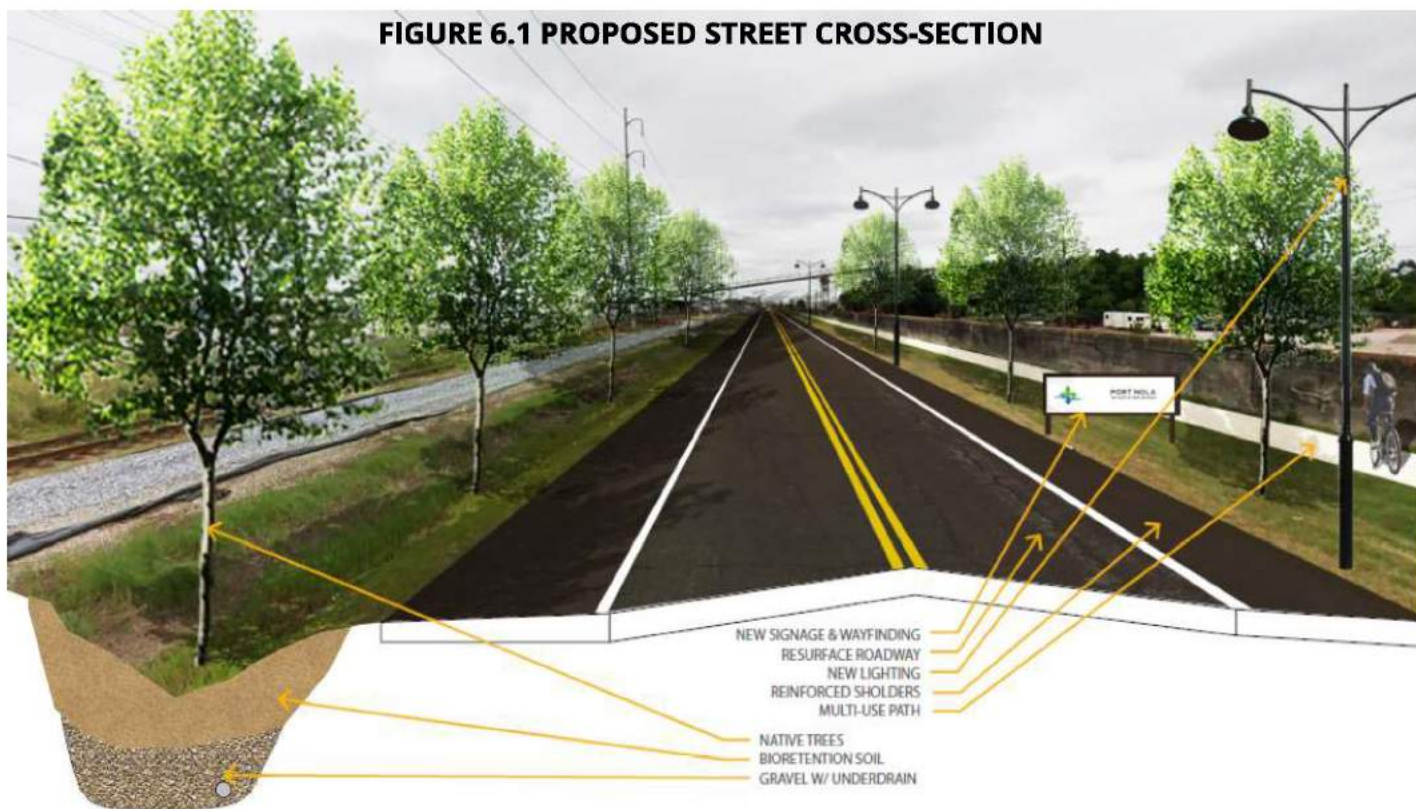 FIGURE 6.1 PROPOSED STREET CROSS-SECTION
PORT NOLA
NEW SIGNAGE & WAYFINDING
RESURFACE ROADWAY
NEW LIGHTING
REINFORCED SHOLDERS
MULTI-USE PATH
NATIVE TREES
BIORETENTION SOIL
GRAVEL W/ UNDERDRAIN